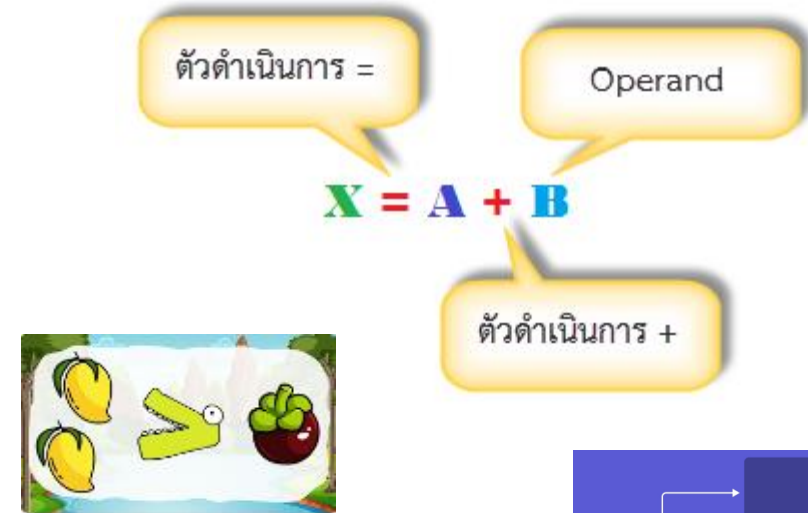 ตัวดำเนินการ =
Operand
X = A + B
ตัวดำเนินการ +